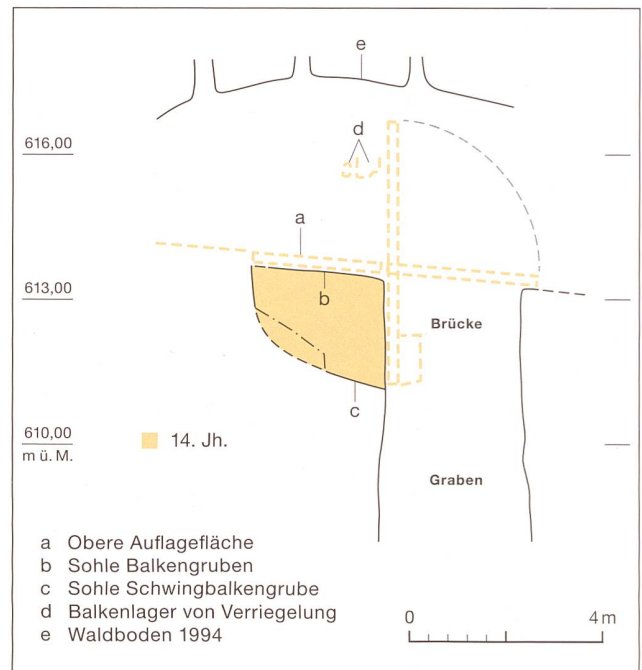 e
616,00
d
a
613,00
b
Brücke
c
610,00
m ü. M.
14. Jh.
Graben
a Obere Auflagefläche
b Sohle Balkengruben
c Sohle Schwingbalkengrube
d Balkenlager von Verriegelung
e Waldboden 1994
0 4 m